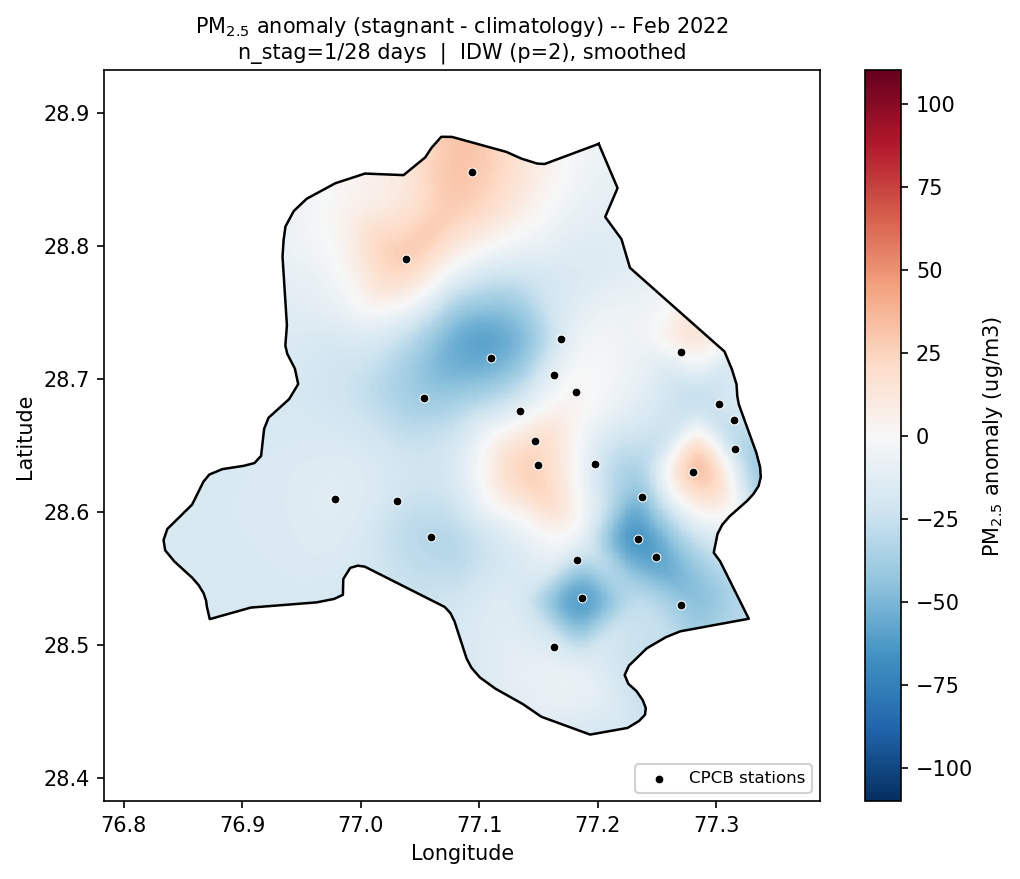 PM2.5 anomaly (stagnant - climatology) -- Feb 2022
n_stag=1/28 days | IDW (p=2), smoothed
28.9
28.8
28.7
28.6
28.5
28.4
Latitude
76.8 76.9 77.0 77.1 77.2 77.3
Longitude
CPCB stations
100
75
50
25
0
−25
−50
−75
−100
PM2.5 anomaly (ug/m3)